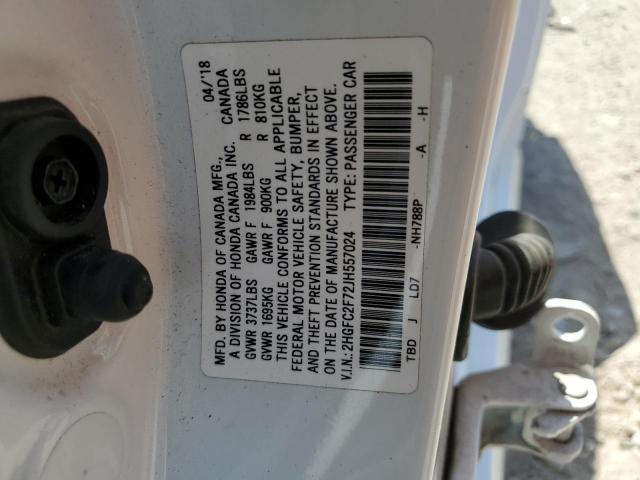 MFD. BY HONDA OF CANADA MFG., 04/'18
A DIVISION OF HONDA CANADA INC. CANADA
GVWR 3737LBS GAWR F 1984LBS R 1786LBS
GVWR 1695KG GAWR F 900KG R 810KG
THIS VEHICLE CONFORMS TO ALL APPLICABLE
FEDERAL MOTOR VEHICLE SAFETY, BUMPER,
AND THEFT PREVENTION STANDARDS IN EFFECT
ON THE DATE OF MANUFACTURE SHOWN ABOVE.
V.I.N.: 2HGFC2F72JH557024 TYPE: PASSENGER CAR
TBD J LD7 -NH788P -A -H